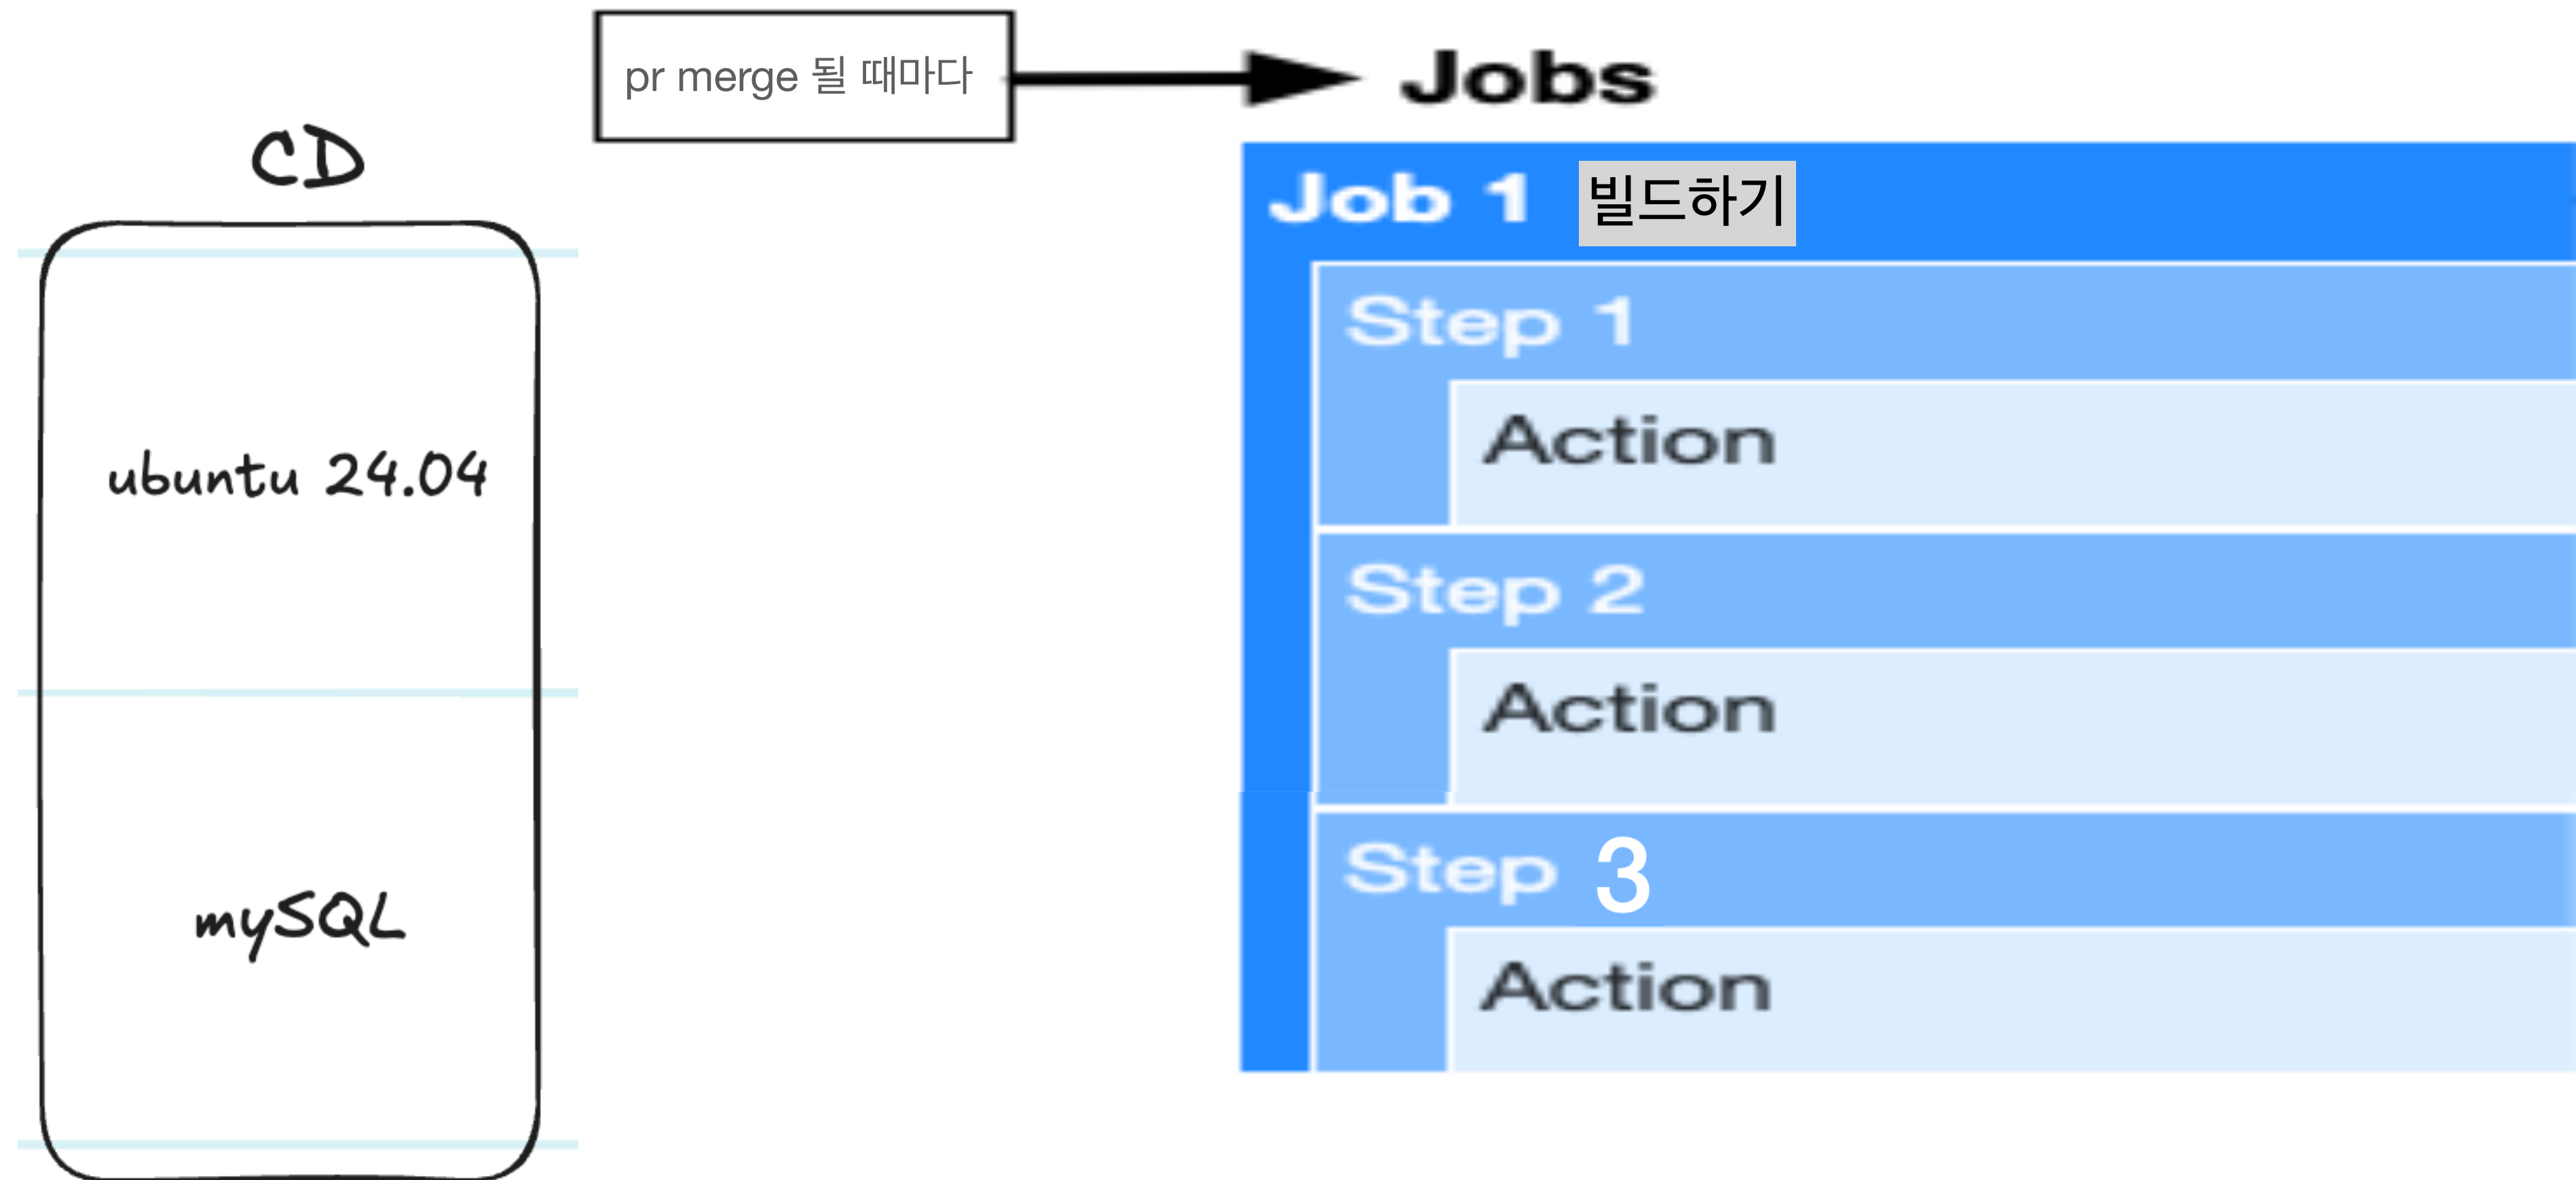 CD
ubuntu 24.04
mySQL
pr merge 될 때마다
Jobs
Job 1 빌드하기
Step 1
Action
Step 2
Action
Step 3
Action